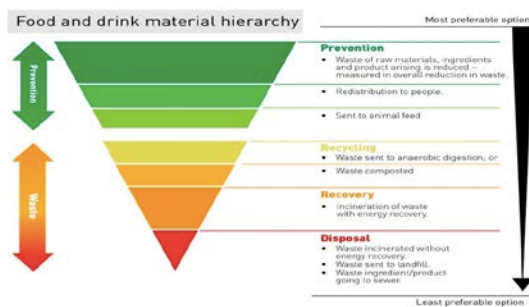 Food and drink material hierarchy
Most preferable option
Prevention
Prevention
• Waste of raw materials, ingredients
and product arising is reduced –
measured in overall reduction in waste.
• Redistribution to people.
• Sent to animal feed
Waste
Recycling
• Waste sent to anaerobic digestion, or
• Waste composted
Recovery
• Incineration of waste
with energy recovery.
Disposal
• Waste incinerated without
energy recovery.
• Waste sent to landfill.
• Waste ingredient/product
going to sewer.
Least preferable option